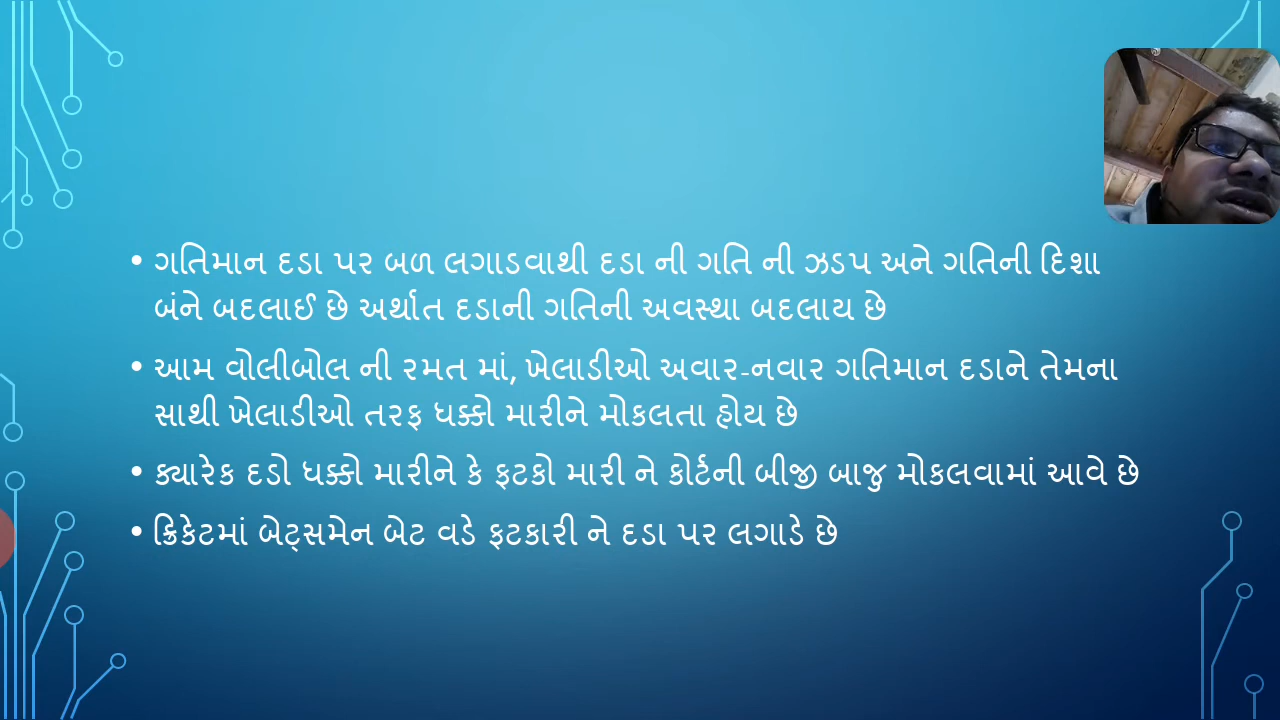 • ગતિમાન દડા પર બળ લગાડવાથી દડા ની ગતિ ની ઝડપ અને ગતિની દિશા
બંને બદલાઈ છે અર્થાત દડાની ગતિની અવસ્થા બદલાય છે
• આમ વોલીબોલ ની રમત માં, ખેલાડીઓ અવાર-નવાર ગતિમાન દડાને તેમના
સાથી ખેલાડીઓ તરફ ધક્કો મારીને મોકલતા હોય છે
• ક્યારેક દડો ધક્કો મારીને કે ફટકો મારી ને કોર્ટની બીજી બાજુ મોકલવામાં આવે છે
• ક્રિકેટમાં બેટ્સમેન બેટ વડે ફટકારી ને દડા પર લગાડે છે